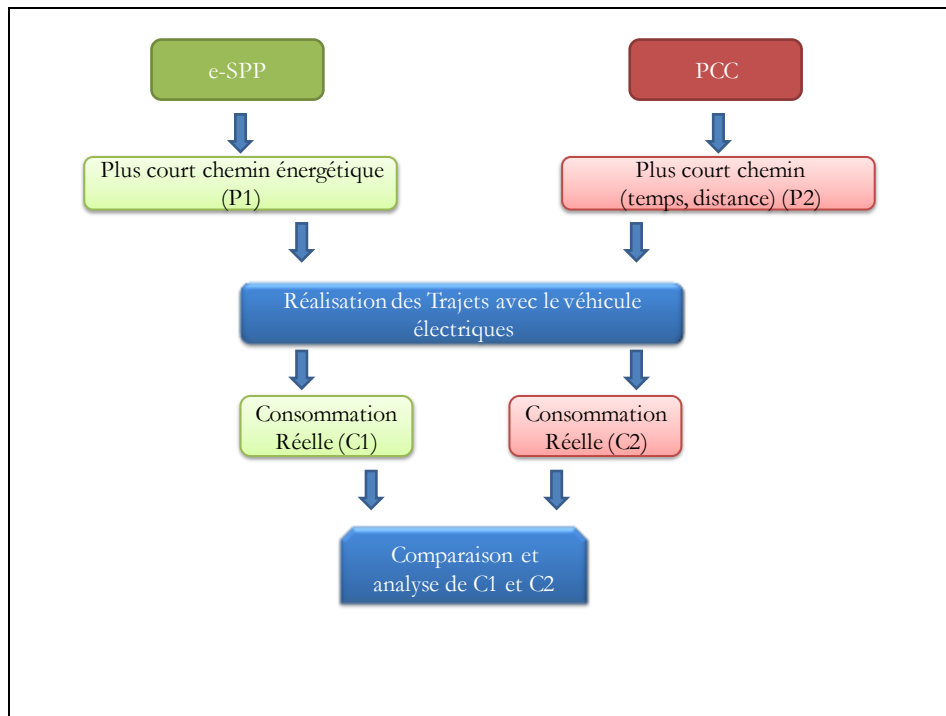 e-SPP
PCC
Plus court chemin énergétique
(P1)
Plus court chemin
(temps, distance) (P2)
Réalisation des Trajets avec le véhicule
électriques
Consommation
Réelle (C1)
Consommation
Réelle (C2)
Comparaison et
analyse de C1 et C2